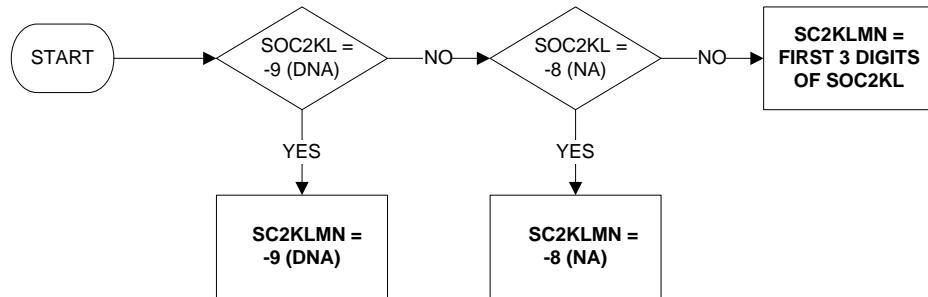 START
SOC2KL =
-9 (DNA)
NO
SOC2KL =
-8 (NA)
NO
SC2KLMN =
FIRST 3 DIGITS
OF SOC2KL
YES
YES
SC2KLMN =
-9 (DNA)
SC2KLMN =
-8 (NA)